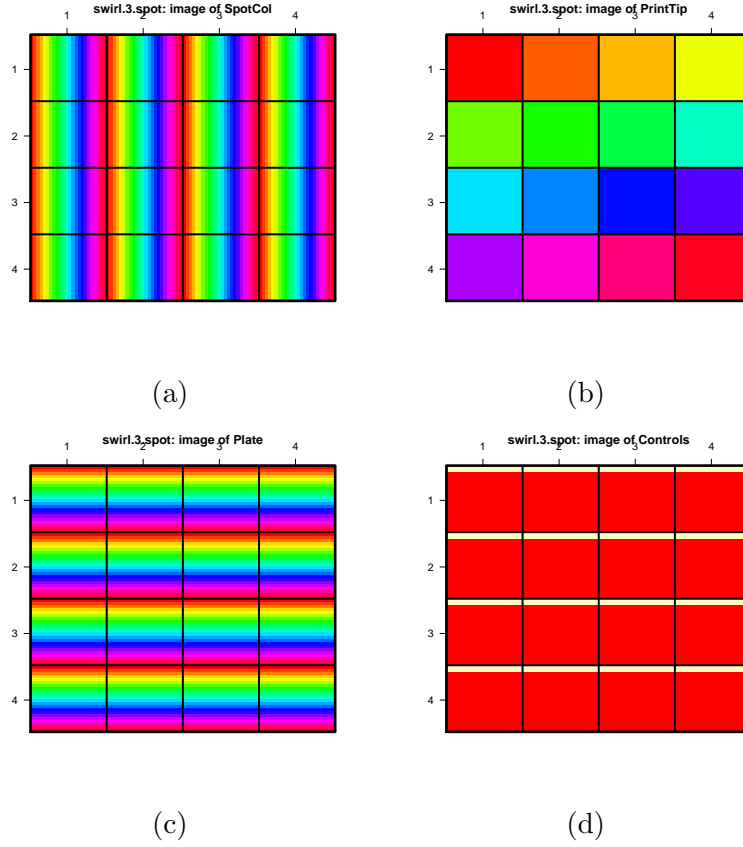 swirl.3.spot: image of SpotCol
1 2 3 4
1
2
3
4
(a)
swirl.3.spot: image of PrintTip
1 2 3 4
1
2
3
4
(b)
swirl.3.spot: image of Plate
1 2 3 4
1
2
3
4
(c)
swirl.3.spot: image of Controls
1 2 3 4
1
2
3
4
(d)